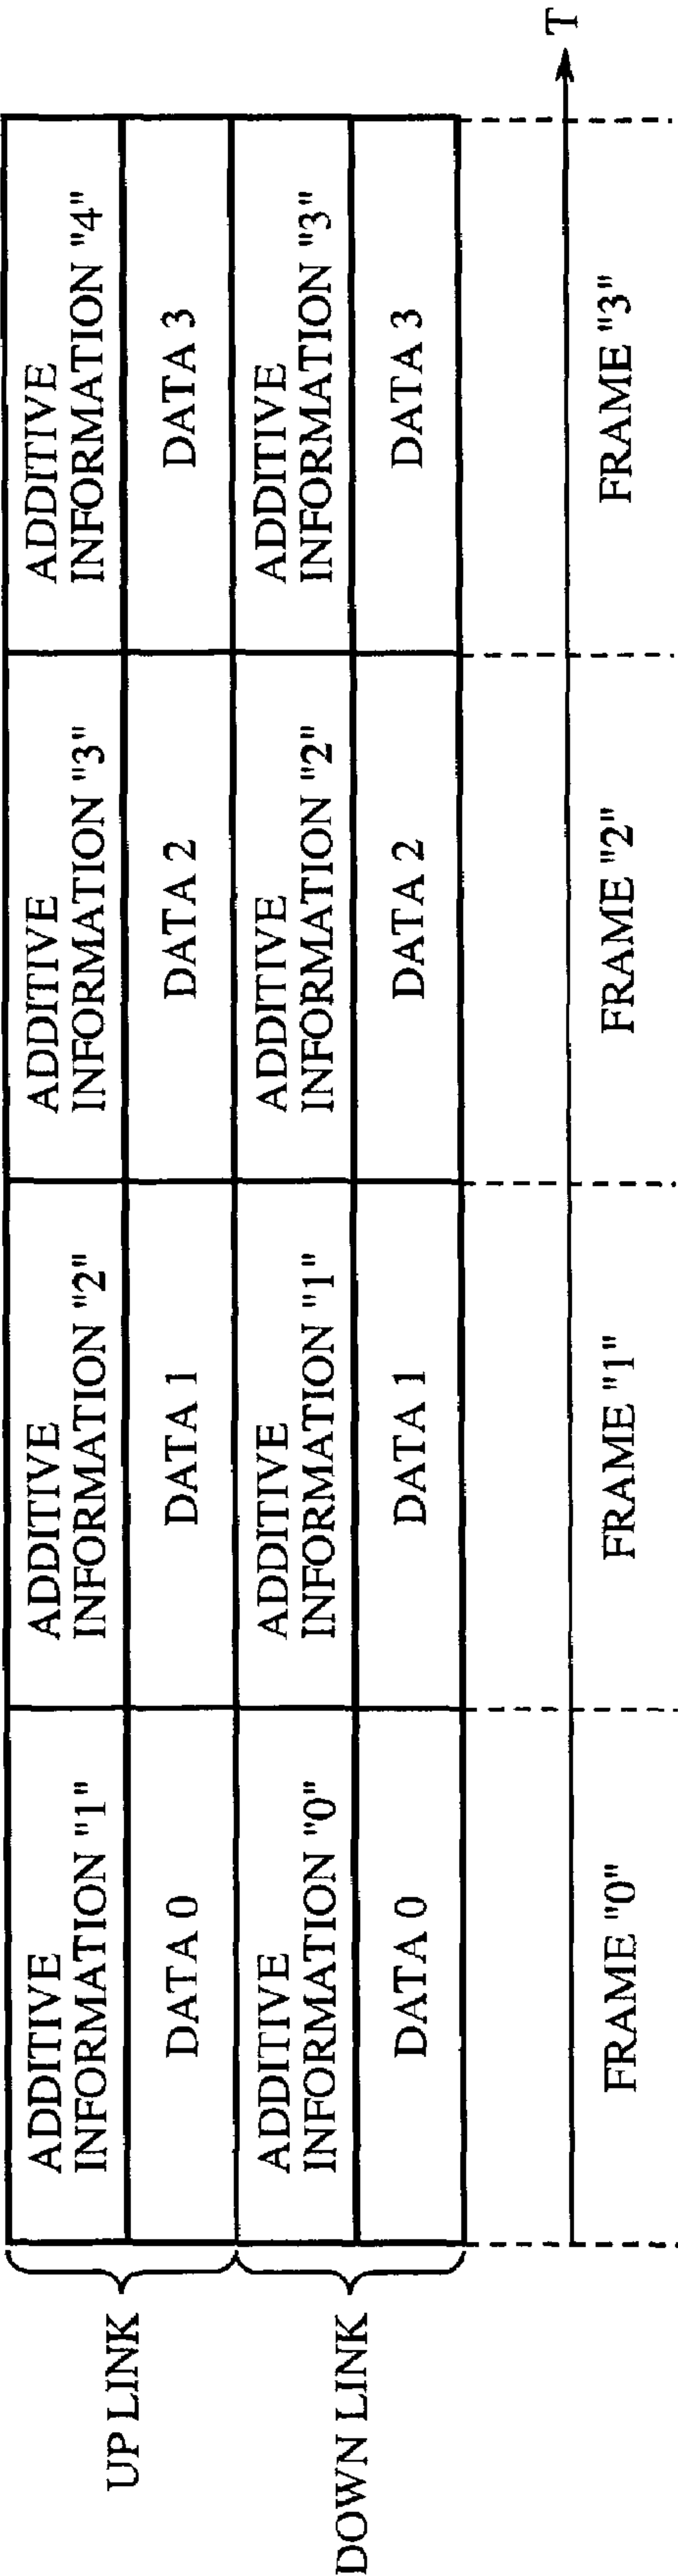 UP LINK
ADDITIVE
INFORMATION "1"
ADDITIVE
INFORMATION "2"
ADDITIVE
INFORMATION "3"
ADDITIVE
INFORMATION "4"
DATA 0
DATA 1
DATA 2
DATA 3
DOWN LINK
ADDITIVE
INFORMATION "0"
ADDITIVE
INFORMATION "1"
ADDITIVE
INFORMATION "2"
ADDITIVE
INFORMATION "3"
DATA 0
DATA 1
DATA 2
DATA 3
T
FRAME "0"
FRAME "1"
FRAME "2"
FRAME "3"